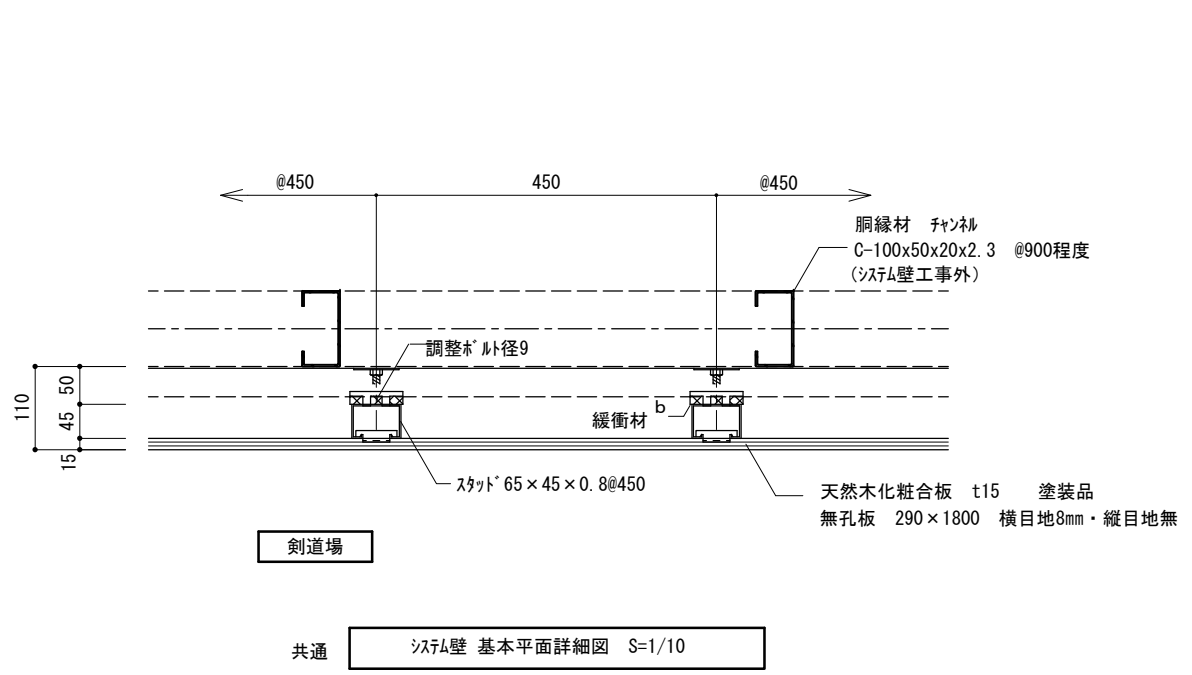 @450
450
@450
胴縁材　ﾁｬﾝﾈﾙ
C-100x50x20x2.3　@900程度
(ｼｽﾃﾑ壁工事外)
調整ﾎﾞﾙﾄ径9
50
110
45
15
緩衝材
b
ｽﾀｯﾄﾞ65×45×0.8@450
天然木化粧合板　t15　　塗装品
無孔板　290×1800　横目地8mm・縦目地無
剣道場
共通
ｼｽﾃﾑ壁 基本平面詳細図　S=1/10